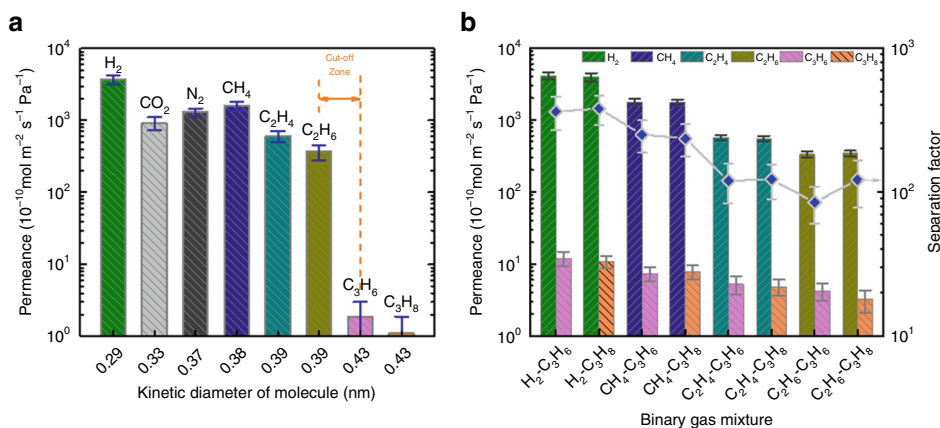 a
10⁴
10³
10²
10¹
10⁰
Permeance (10⁻¹⁰mol m⁻² s⁻¹ Pa⁻¹)
H₂
CO₂
N₂
CH₄
C₂H₄
C₂H₆
C₃H₆
C₃H₈
Cut-off
Zone
0.29 0.33 0.37 0.38 0.39 0.39 0.43 0.43
Kinetic diameter of molecule (nm)
b
10⁴
10³
10²
10¹
10⁰
Permeance (10⁻¹⁰mol m⁻² s⁻¹ Pa⁻¹)
H₂ CH₄ C₂H₄ C₂H₆ C₃H₆ C₃H₈
10³
10²
10¹
Separation factor
H₂-C₃H₆
H₂-C₃H₈
CH₄-C₃H₆
CH₄-C₃H₈
C₂H₄-C₃H₆
C₂H₄-C₃H₈
C₂H₆-C₃H₆
C₂H₆-C₃H₈
Binary gas mixture